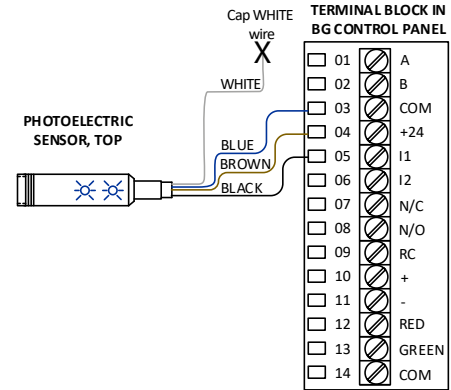 Cap WHITE
wire
X
TERMINAL BLOCK IN
BG CONTROL PANEL
WHITE
PHOTOELECTRIC
SENSOR, TOP
BLUE
BROWN
BLACK
01 A
02 B
03 COM
04 +24
05 I1
06 I2
07 N/C
08 N/O
09 RC
10 +
11 -
12 RED
13 GREEN
14 COM